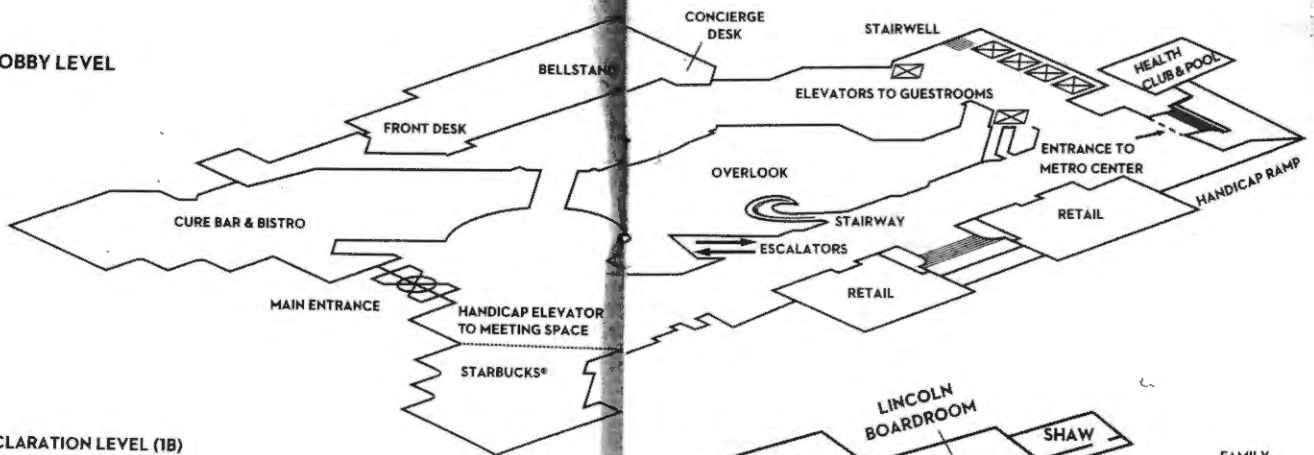 OBBY LEVEL
CONCIERGE
DESK
STAIRWELL
BELLSTAND
HEALTH
CLUB & POOL
ELEVATORS TO GUESTROOMS
FRONT DESK
ENTRANCE TO
METRO CENTER
OVERLOOK
HANDICAP RAMP
CURE BAR & BISTRO
STAIRWAY
RETAIL
ESCALATORS
MAIN ENTRANCE
RETAIL
HANDICAP ELEVATOR
TO MEETING SPACE
STARBUCKS®
LINCOLN
BOARDROOM
SHAW
CLARATION LEVEL (1B)
FAMILY